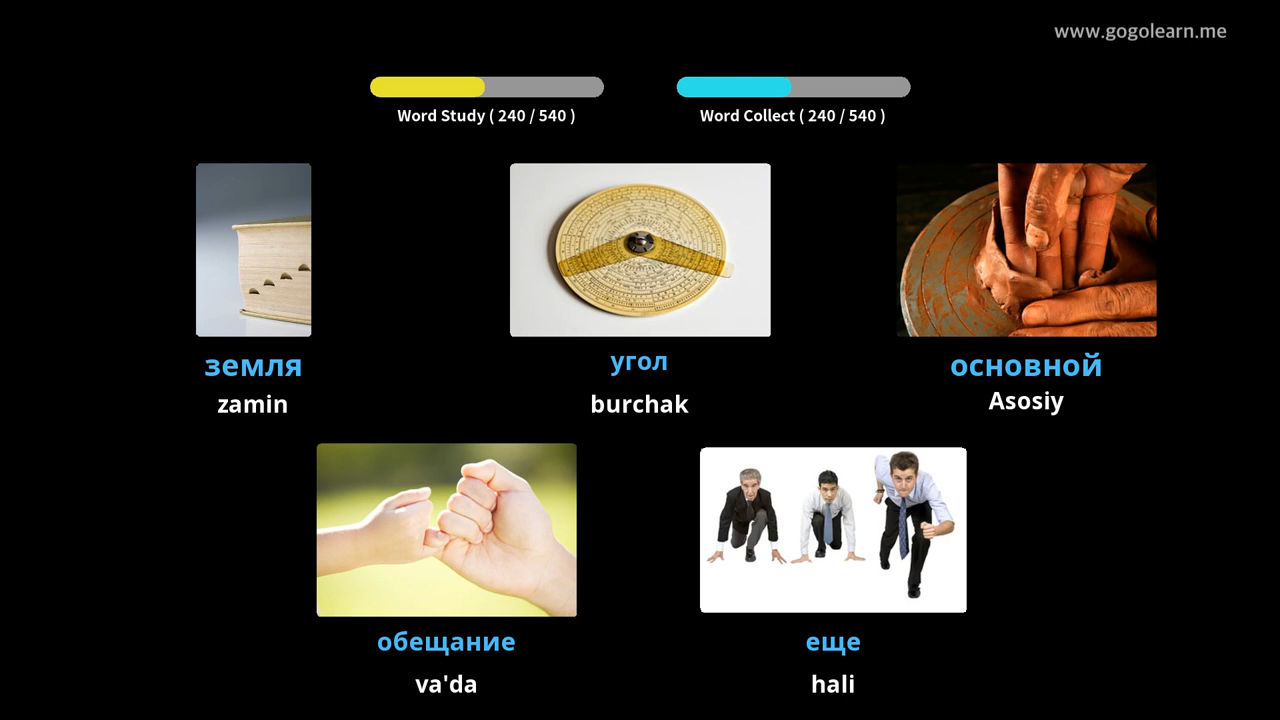 www.gogolearn.me
Word Study ( 240 / 540 )
Word Collect ( 240 / 540 )
земля
zamin
угол
burchak
основной
Asosiy
обещание
va'da
еще
hali